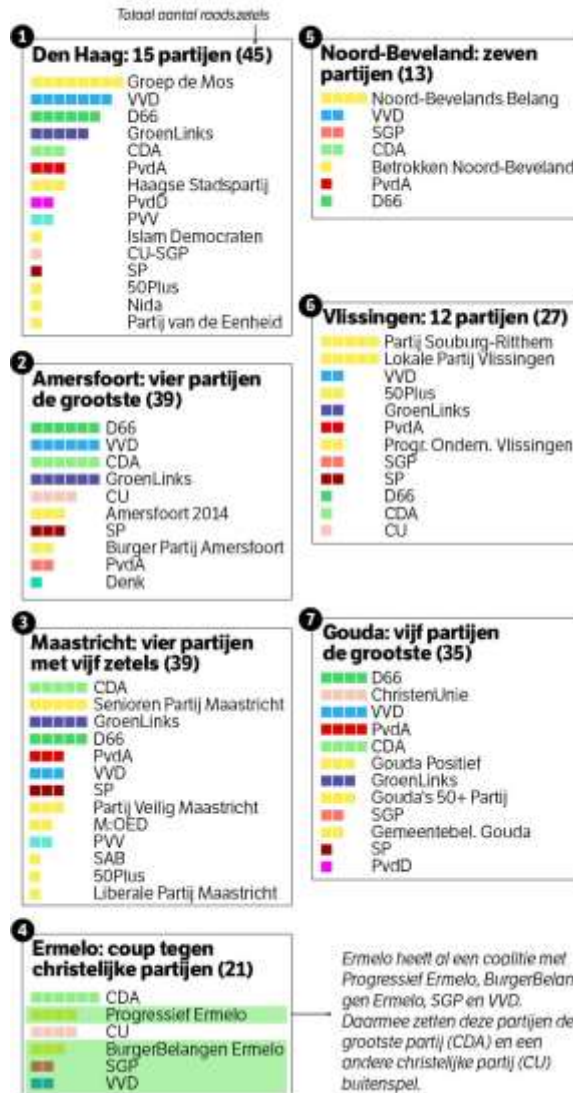 Totaal aantal raadszetels
1
Den Haag: 15 partijen (45)
Groep de Mos
VVD
D66
GroenLinks
CDA
PvdA
Haagse Stadspartij
PvdD
PVV
Islam Democraten
CU-SGP
SP
50Plus
Nida
Partij van de Eenheid
2
Amersfoort: vier partijen
de grootste (39)
D66
VVD
CDA
GroenLinks
CU
Amersfoort 2014
SP
Burger Partij Amersfoort
PvdA
Denk
3
Maastricht: vier partijen
met vijf zetels (39)
CDA
Senioren Partij Maastricht
GroenLinks
D66
PvdA
VVD
SP
Partij Veilig Maastricht
M:OED
PVV
SAB
50Plus
Liberale Partij Maastricht
4
Ermelo: coup tegen
christelijke partijen (21)
CDA
Progressief Ermelo
CU
BurgerBelangen Ermelo
SGP
VVD
5
Noord-Beveland: zeven
partijen (13)
Noord-Bevelands Belang
VVD
SGP
CDA
Betrokken Noord-Beveland
PvdA
D66
6
Vlissingen: 12 partijen (27)
Partij Souburg-Ritthem
Lokale Partij Vlissingen
VVD
50Plus
GroenLinks
PvdA
Progr. Ondern. Vlissingen
SGP
SP
D66
CDA
CU
7
Gouda: vijf partijen
de grootste (35)
D66
ChristenUnie
VVD
PvdA
CDA
Gouda Positief
GroenLinks
Gouda's 50+ Partij
SGP
Gemeentebel. Gouda
SP
PvdD
Ermelo heeft al een coalitie met
Progressief Ermelo, BurgerBelan-
gen Ermelo, SGP en VVD.
Daarmee zetten deze partijen de
grootste partij (CDA) en een
andere christelijke partij (CU)
buitenspel.